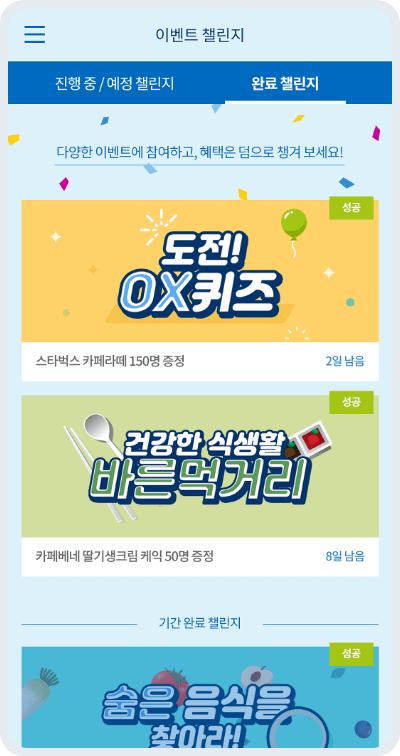 이벤트 챌린지
진행 중 / 예정 챌린지
완료 챌린지
다양한 이벤트에 참여하고, 혜택은 덤으로 챙겨 보세요!
성공
도전!
OX퀴즈
스타벅스 카페라떼 150명 증정
2일 남음
성공
건강한 식생활
바른먹거리
카페베네 딸기생크림 케익 50명 증정
8일 남음
기간 완료 챌린지
성공
숨은 음식을
찾아라!